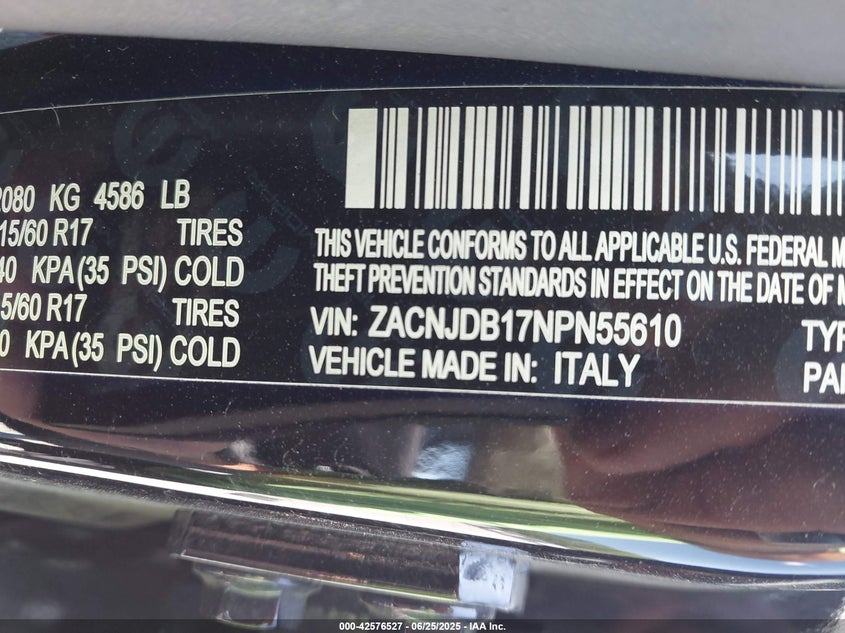 2080 KG 4586 LB
15/60 R17 TIRES
40 KPA (35 PSI) COLD
5/60 R17 TIRES
0 KPA (35 PSI) COLD
THIS VEHICLE CONFORMS TO ALL APPLICABLE U.S. FEDERAL M
THEFT PREVENTION STANDARDS IN EFFECT ON THE DATE OF M
VIN: ZACNJDB17NPN55610
VEHICLE MADE IN: ITALY
TYP
PA
000-42576527 - 06/25/2025 - IAA Inc.